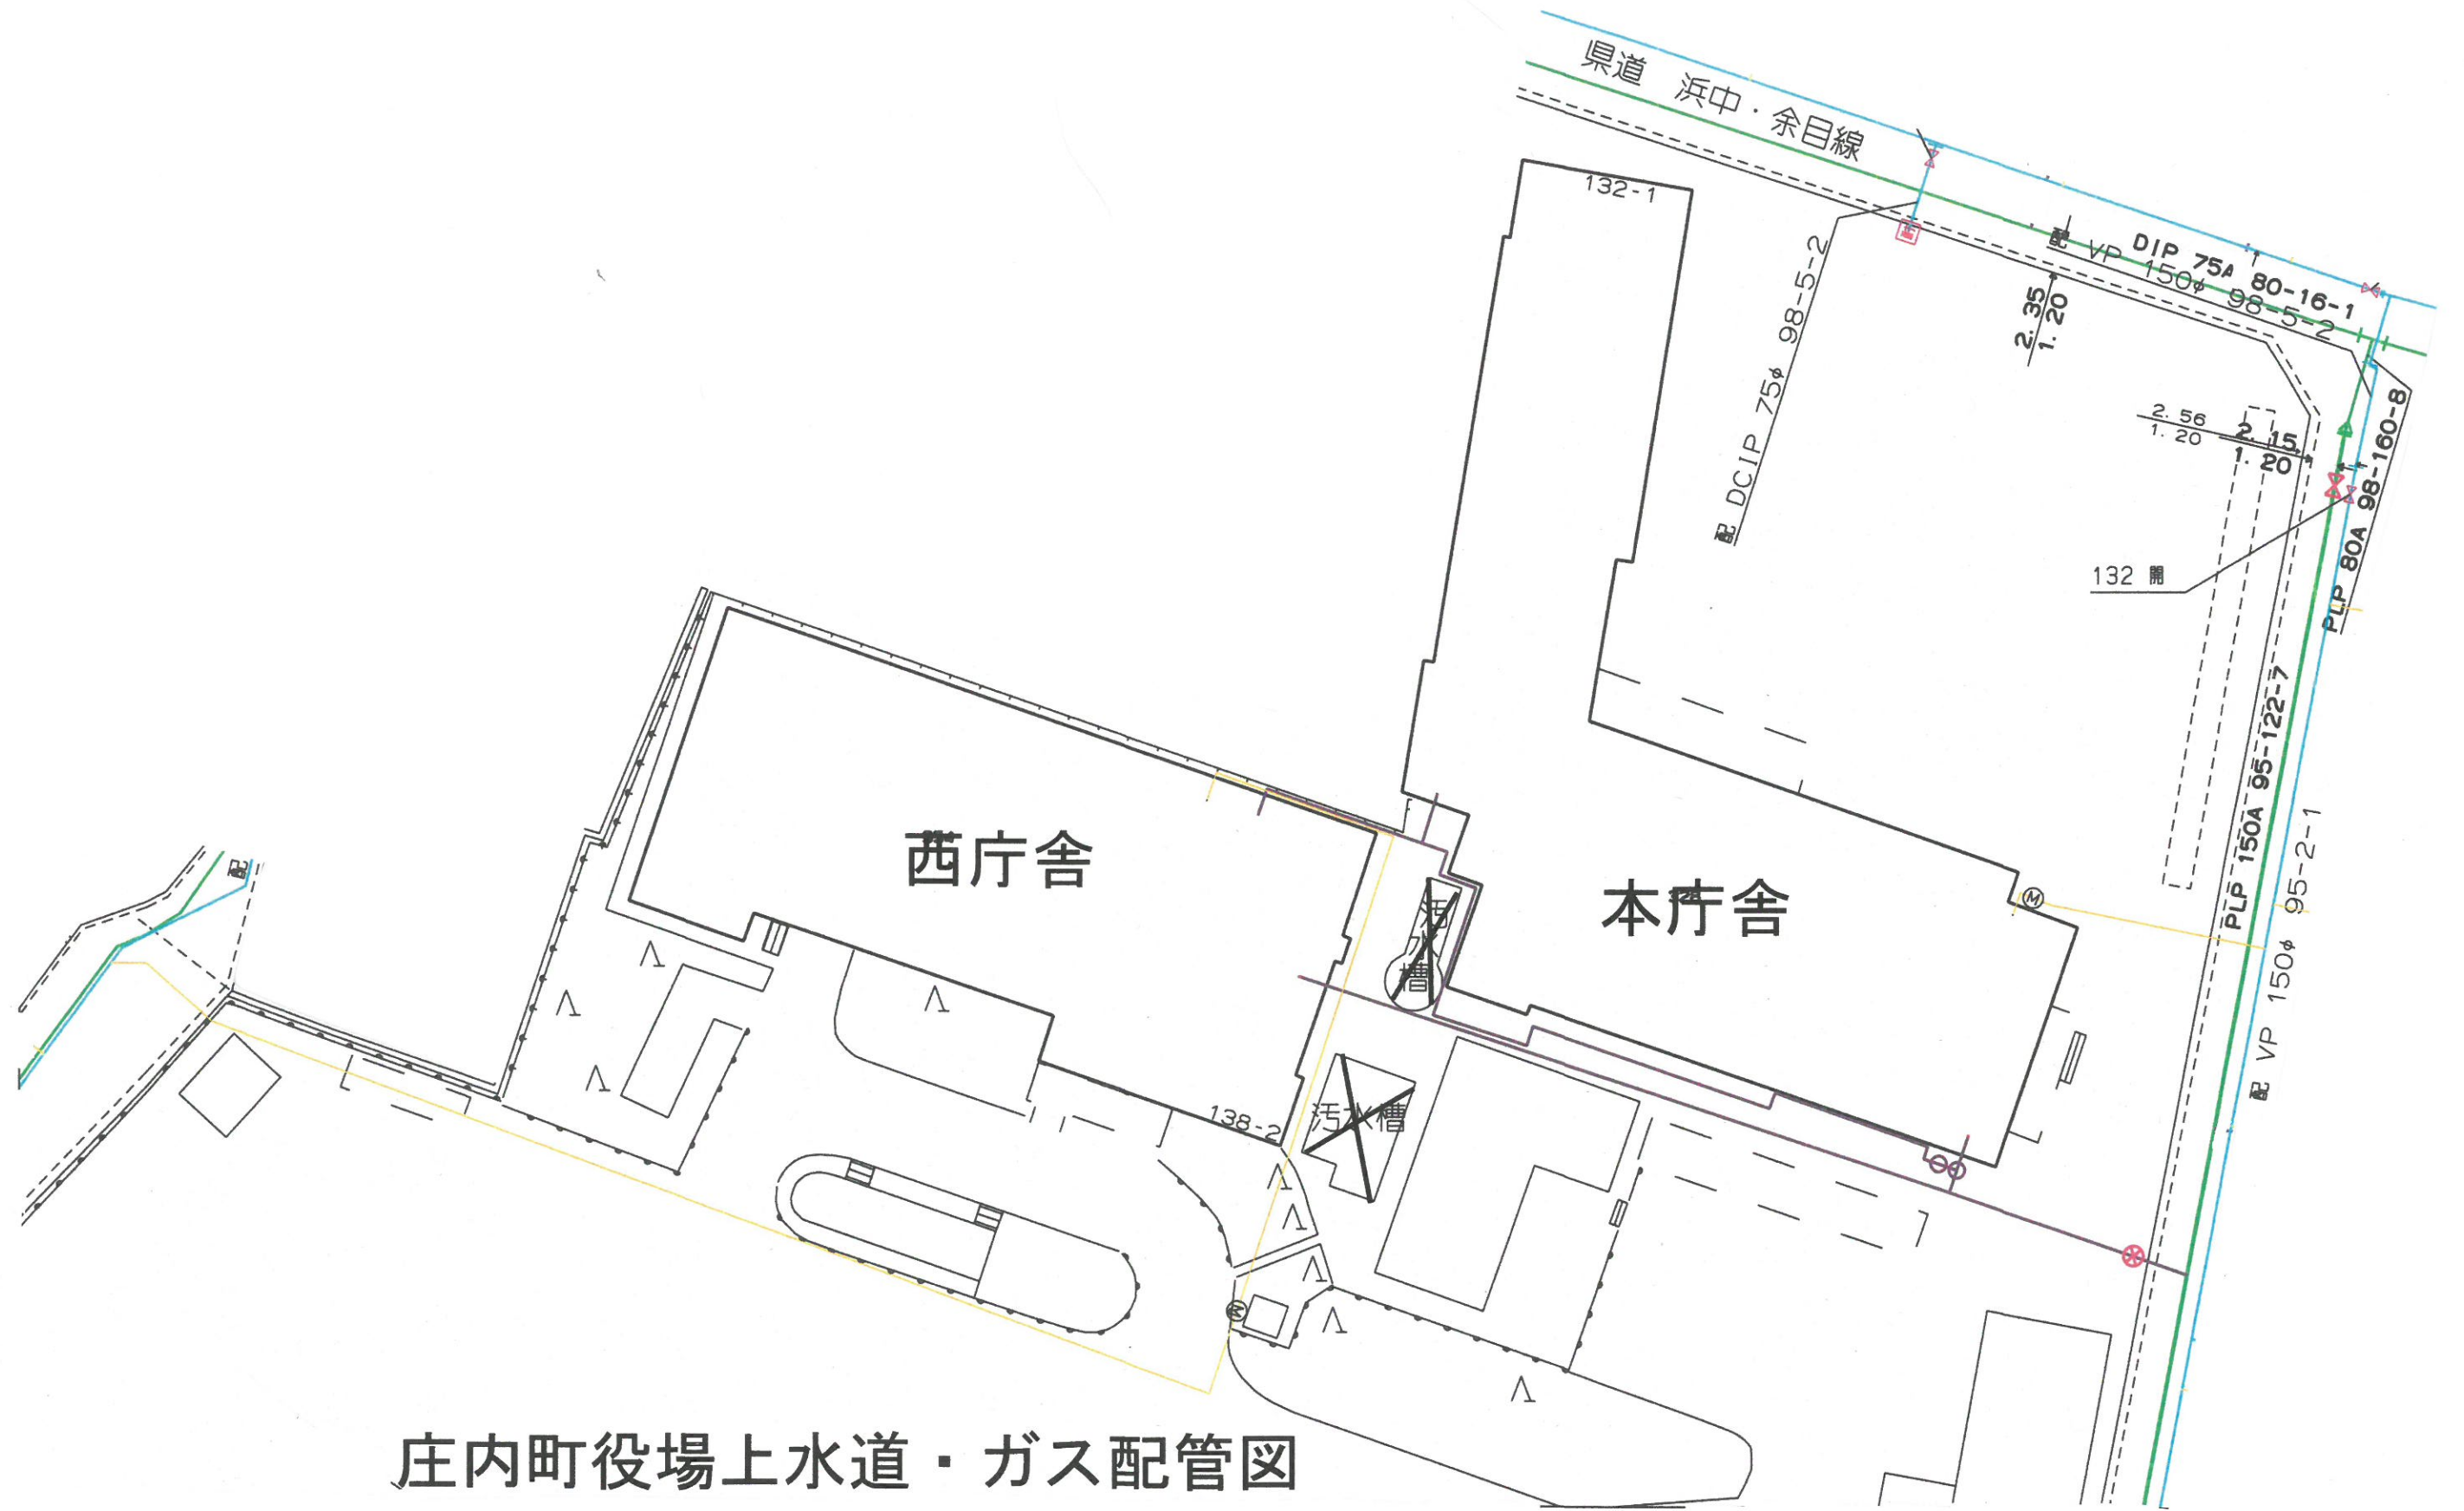 県道 浜中・余目線
132-1
配 DCIP 75φ 98-5-2
配 VP 150φ 98-5-2
DIP 75A 80-16-1
2.35
1.20
2.56
1.20
2.15
1.20
PLP 80A 98-160-8
132 開
PLP 150A 95-122-7
配 VP 150φ 95-2-1
西庁舎
本庁舎
配
汚水槽
汚水槽
138-2
M
M
庄内町役場上水道・ガス配管図